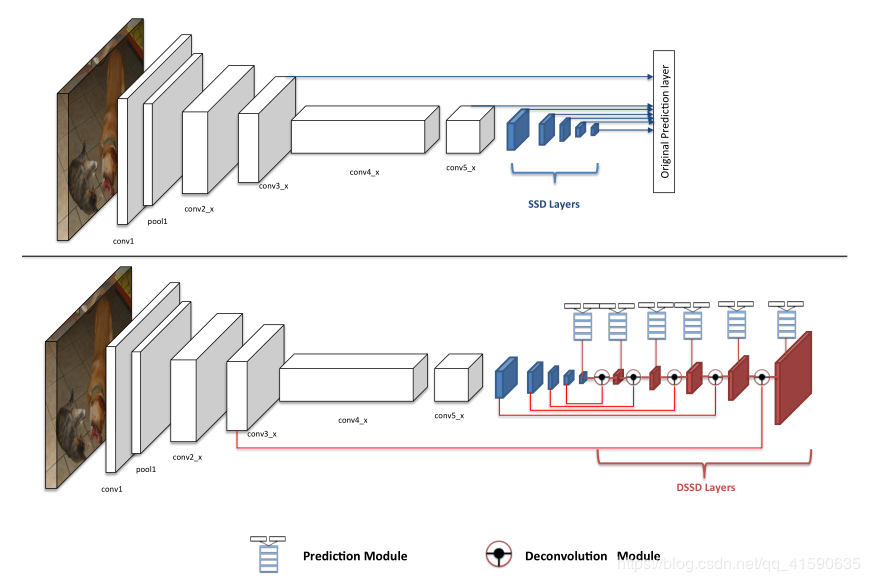 Original Prediction layer
conv1
pool1
conv2_x
conv3_x
conv4_x
conv5_x
SSD Layers
conv1
pool1
conv2_x
conv3_x
conv4_x
conv5_x
DSSD Layers
Prediction Module
Deconvolution Module
https://blog.csdn.net/qq_41590635